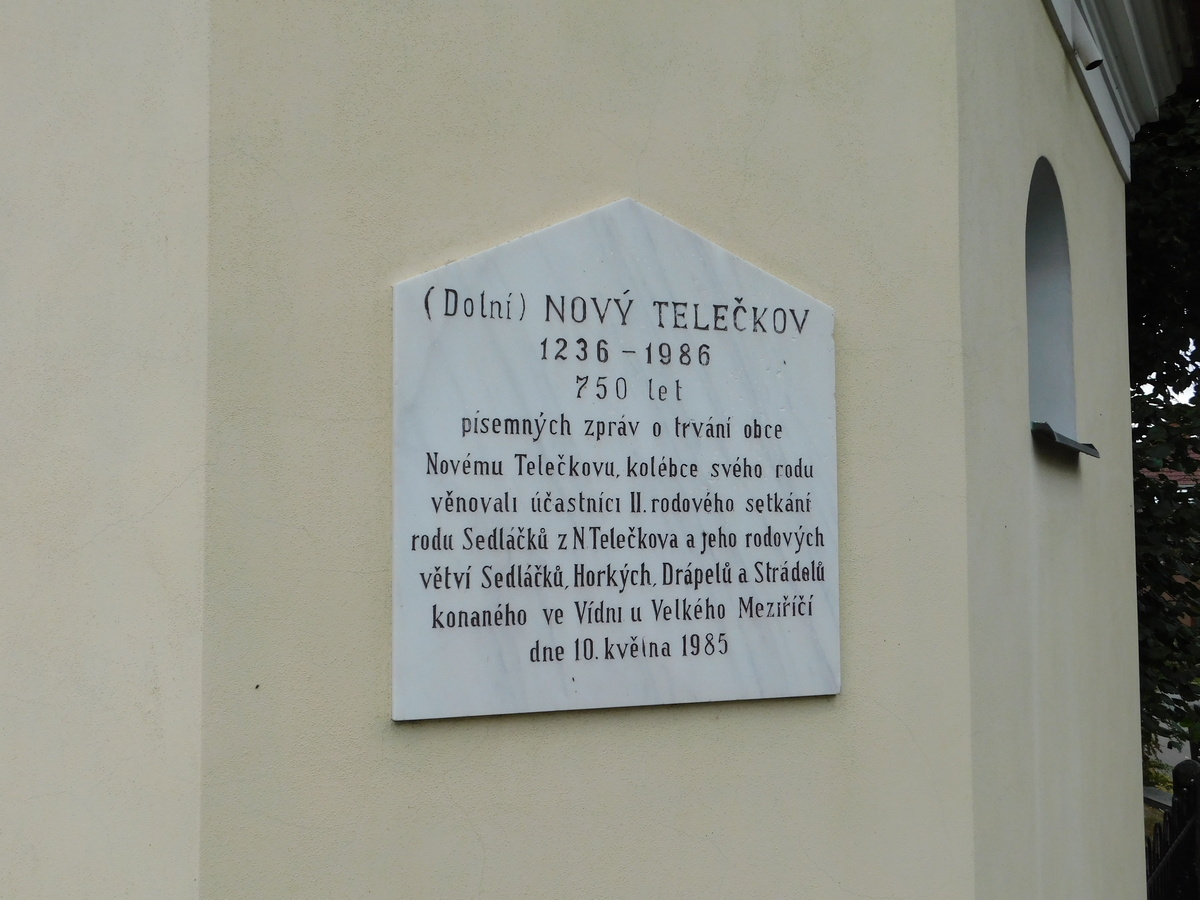 (Dolní) NOVÝ TELEČKOV
1236 - 1986
750 let
písemných zpráv o trvání obce
Novému Telečkovu, kolébce svého rodu
věnovali účastníci II. rodového setkání
rodu Sedláčků z N Telečkova a jeho rodových
větví Sedláčků, Horkých, Drápelů a Strádalů
konaného ve Vídni u Velkého Meziříčí
dne 10. května 1985